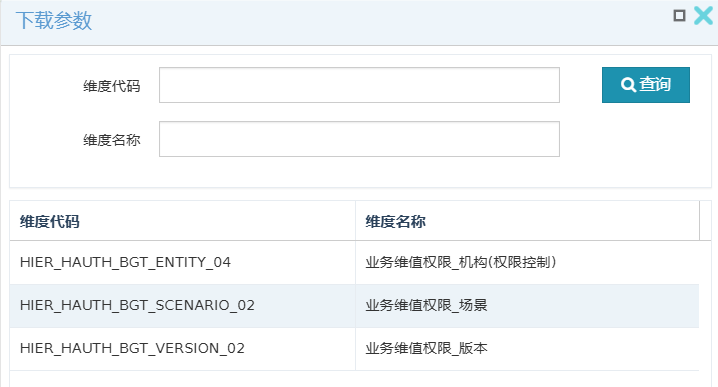 下载参数
维度代码
查询
维度名称
维度代码 维度名称
HIER_HAUTH_BGT_ENTITY_04 业务维值权限_机构(权限控制)
HIER_HAUTH_BGT_SCENARIO_02 业务维值权限_场景
HIER_HAUTH_BGT_VERSION_02 业务维值权限_版本